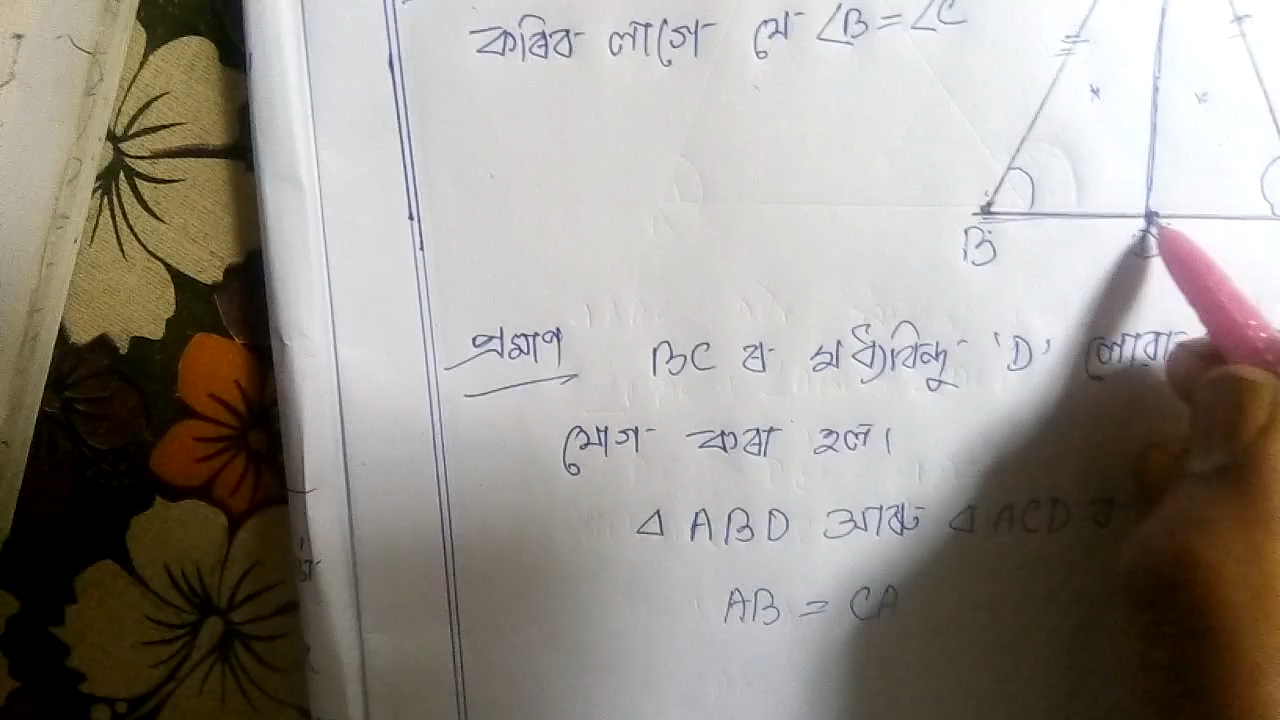 কৰিব লাগে যে ∠B = ∠C
B
প্ৰমাণ BC ৰ মধ্যবিন্দু 'D' লোৱা
যোগ কৰা হল।
Δ ABD আৰু Δ ACD ৰ
AB = CA